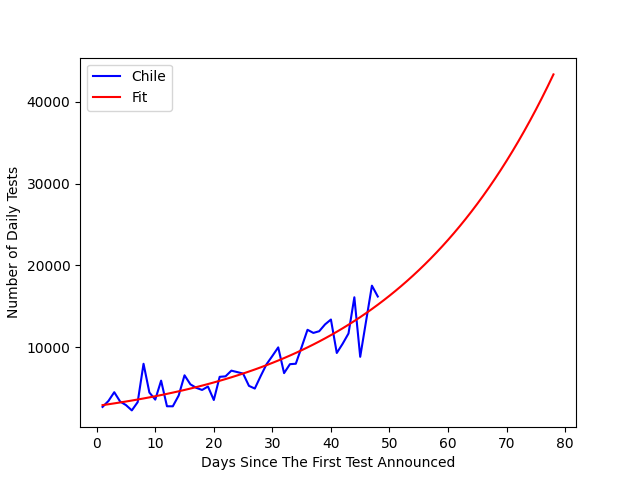 Chile
Fit
40000
30000
20000
10000
Number of Daily Tests
0 10 20 30 40 50 60 70 80
Days Since The First Test Announced